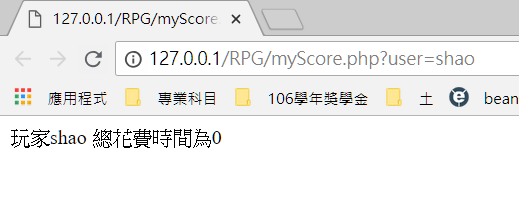 127.0.0.1/RPG/myScore.
127.0.0.1/RPG/myScore.php?user=shao
應用程式 專業科目 106學年獎學金 土 bean
玩家shao 總花費時間為0